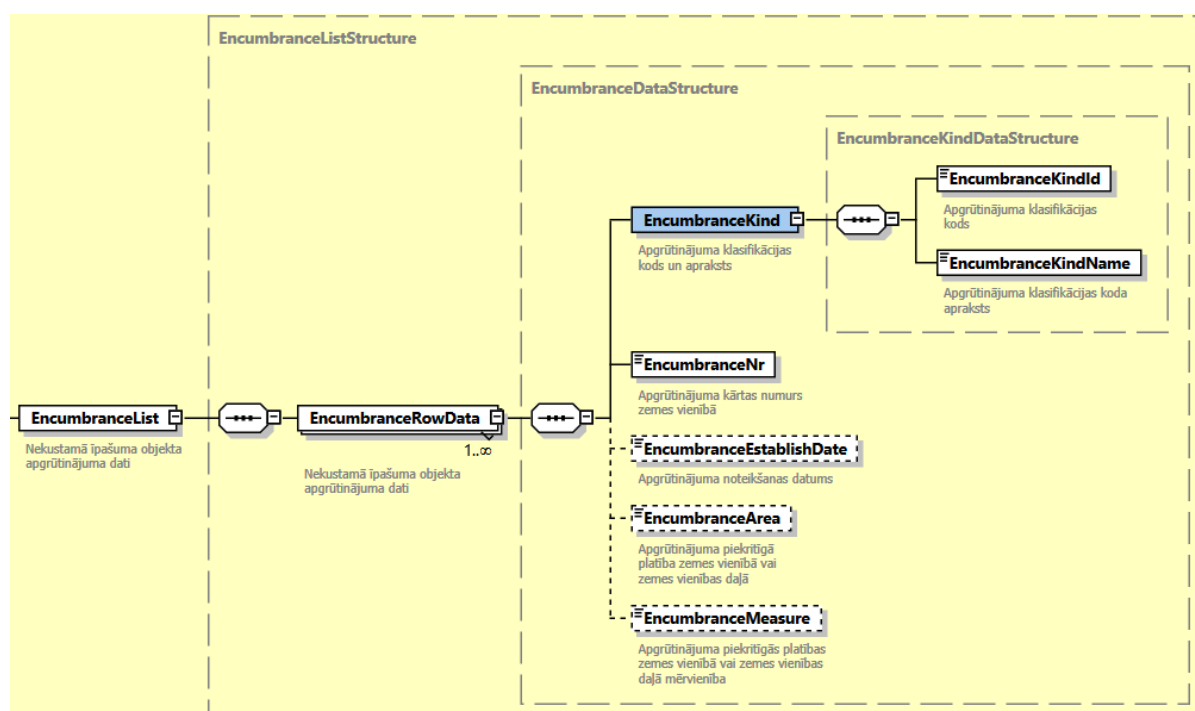 EncumbranceListStructure
EncumbranceDataStructure
EncumbranceKindDataStructure
EncumbranceKindId
Apgrūtinājuma klasifikācijas
kods
EncumbranceKind
Apgrūtinājuma klasifikācijas
kods un apraksts
EncumbranceKindName
Apgrūtinājuma klasifikācijas koda
apraksts
EncumbranceNr
Apgrūtinājuma kārtas numurs
zemes vienībā
EncumbranceList
Nekustamā īpašuma objekta
apgrūtinājuma dati
EncumbranceRowData
1..∞
Nekustamā īpašuma objekta
apgrūtinājuma dati
EncumbranceEstablishDate
Apgrūtinājuma noteikšanas datums
EncumbranceArea
Apgrūtinājuma piekritīgā
platība zemes vienībā vai
zemes vienības daļā
EncumbranceMeasure
Apgrūtinājuma piekritīgās platības
zemes vienībā vai zemes vienības
daļā mērvienība